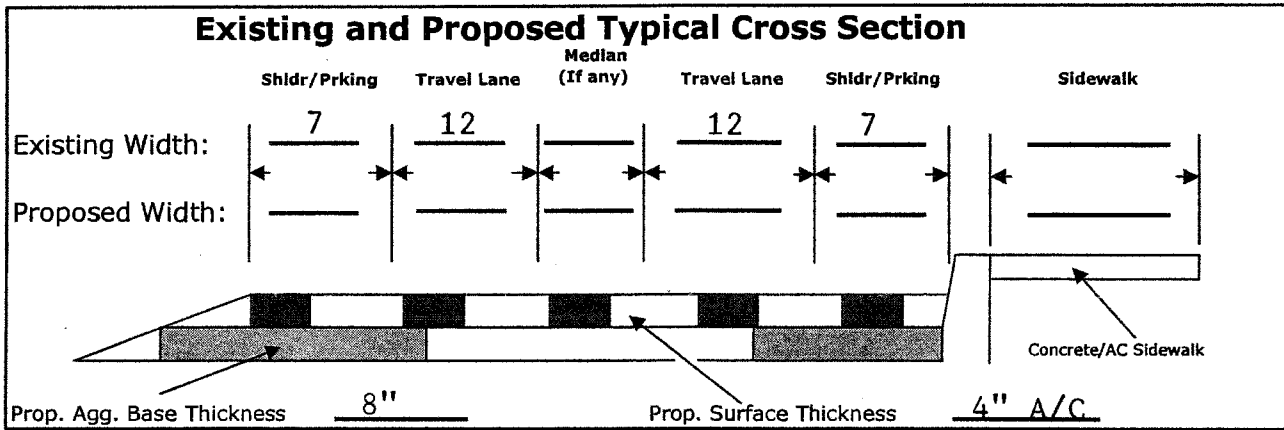 Existing and Proposed Typical Cross Section
Shldr/Prking Travel Lane Median (If any) Travel Lane Shldr/Prking Sidewalk
7 12 12 7
Existing Width:
Proposed Width:
Concrete/AC Sidewalk
Prop. Agg. Base Thickness 8" Prop. Surface Thickness 4" A/C